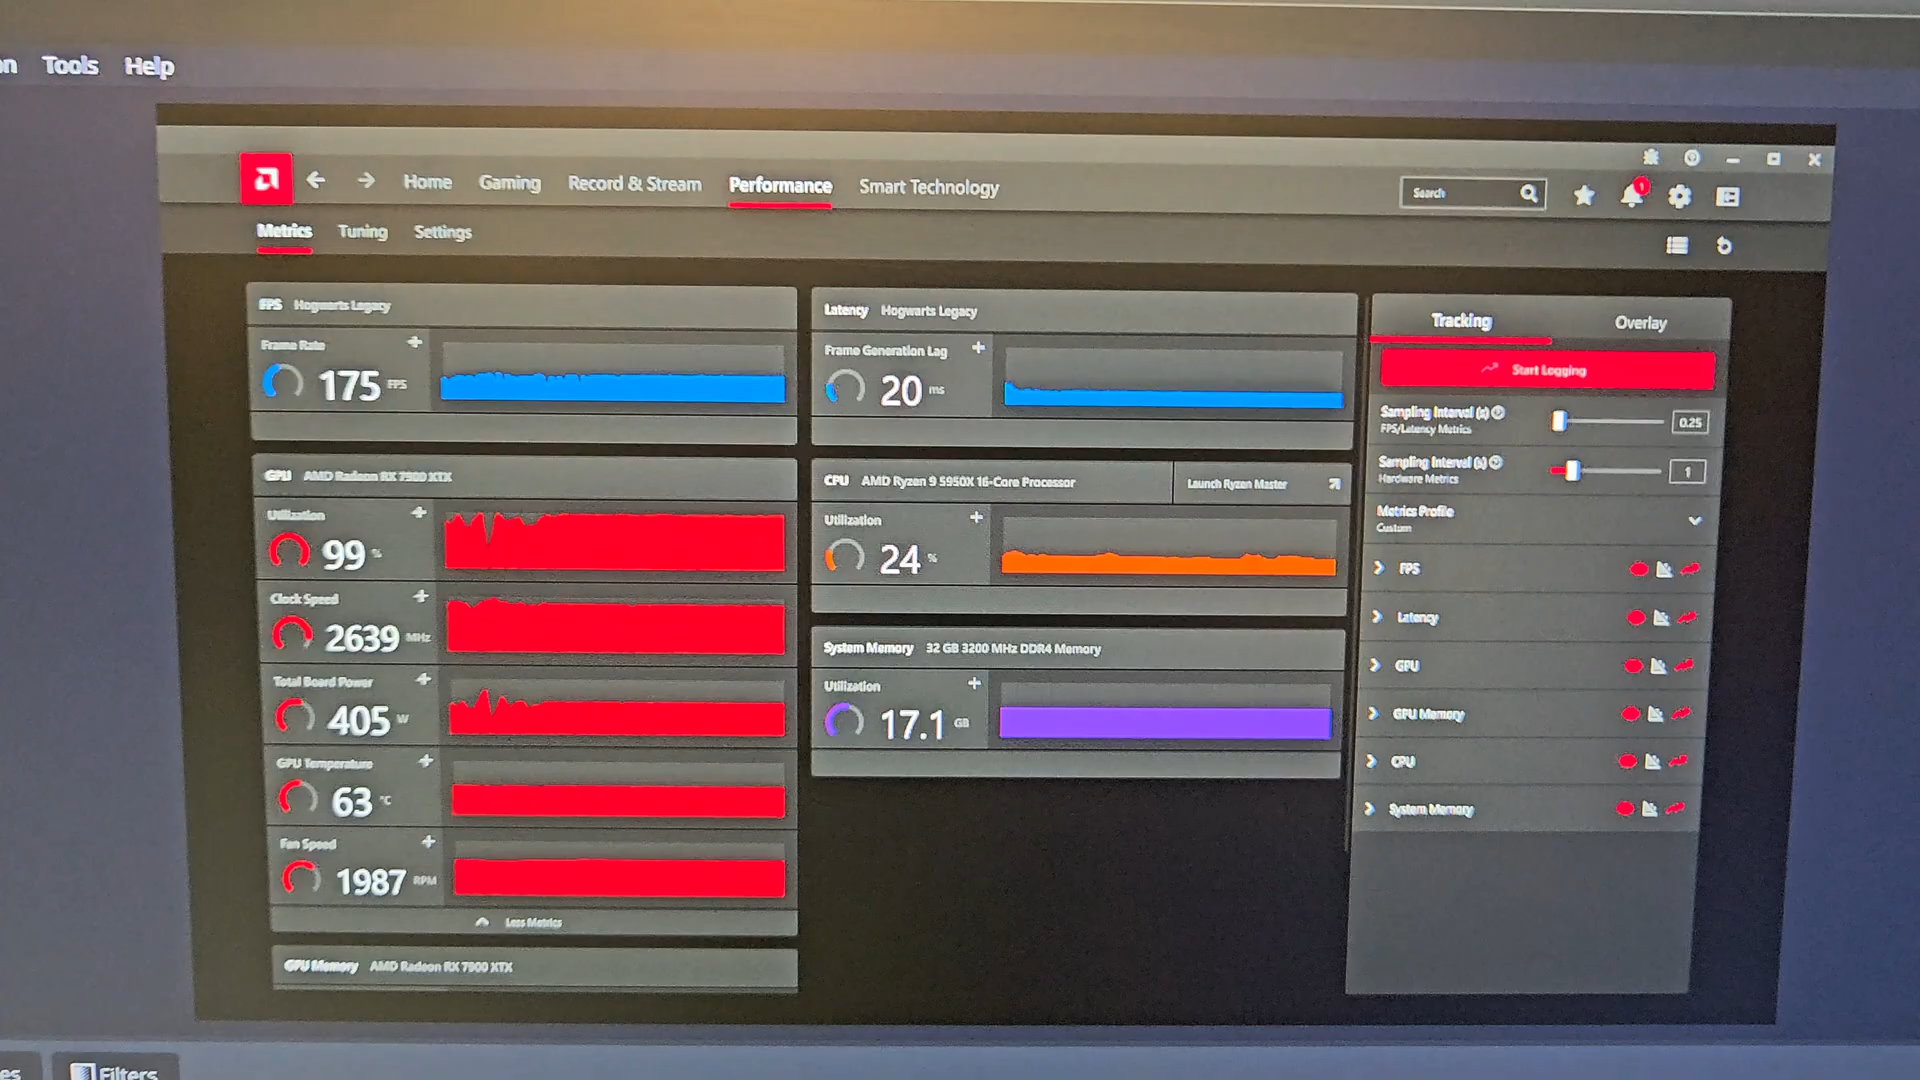 Tools Help
Home Gaming Record & Stream Performance Smart Technology
Search
1
Metrics Tuning Settings
FPS Hogwarts Legacy
Frame Rate
175 FPS
GPU AMD Radeon RX 7900 XTX
Utilization
99 %
Clock Speed
2639 MHz
Total Board Power
405 W
GPU Temperature
63 °C
Fan Speed
1987 RPM
Less Metrics
GPU Memory AMD Radeon RX 7900 XTX
Latency Hogwarts Legacy
Frame Generation Lag
20 ms
CPU AMD Ryzen 9 5950X 16-Core Processor
Launch Ryzen Master
Utilization
24 %
System Memory 32 GB 3200 MHz DDR4 Memory
Utilization
17.1 GB
Tracking Overlay
Start Logging
Sampling Interval (s)
FPS/Latency Metrics
0.25
Sampling Interval (s)
Hardware Metrics
1
Metrics Profile
Custom
FPS
Latency
GPU
GPU Memory
CPU
System Memory
Filters